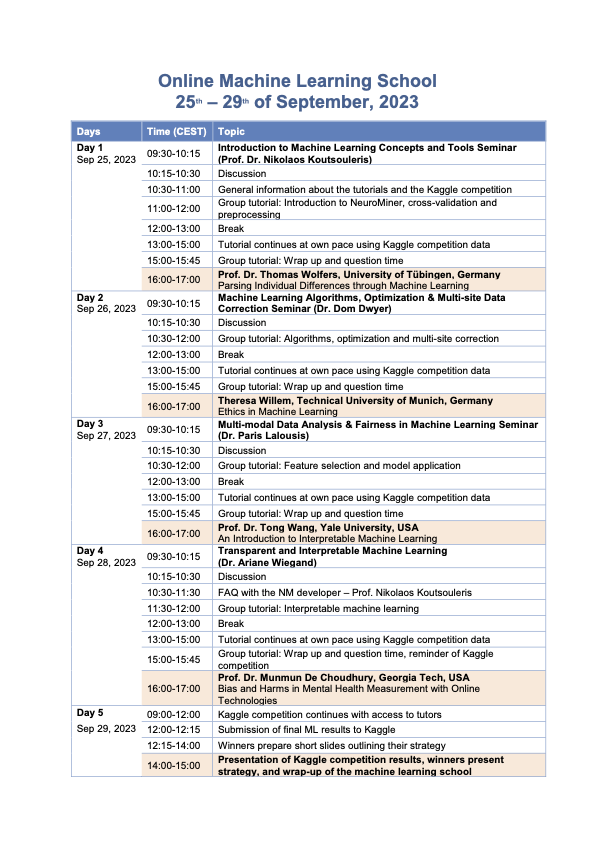 Online Machine Learning School
25th – 29th of September, 2023
Days Time (CEST) Topic
Day 1
Sep 25, 2023
09:30-10:15
Introduction to Machine Learning Concepts and Tools Seminar
(Prof. Dr. Nikolaos Koutsouleris)
10:15-10:30 Discussion
10:30-11:00 General information about the tutorials and the Kaggle competition
11:00-12:00
Group tutorial: Introduction to NeuroMiner, cross-validation and
preprocessing
12:00-13:00 Break
13:00-15:00 Tutorial continues at own pace using Kaggle competition data
15:00-15:45 Group tutorial: Wrap up and question time
16:00-17:00
Prof. Dr. Thomas Wolfers, University of Tübingen, Germany
Parsing Individual Differences through Machine Learning
Day 2
Sep 26, 2023
09:30-10:15
Machine Learning Algorithms, Optimization & Multi-site Data
Correction Seminar (Dr. Dom Dwyer)
10:15-10:30 Discussion
10:30-12:00 Group tutorial: Algorithms, optimization and multi-site correction
12:00-13:00 Break
13:00-15:00 Tutorial continues at own pace using Kaggle competition data
15:00-15:45 Group tutorial: Wrap up and question time
16:00-17:00
Theresa Willem, Technical University of Munich, Germany
Ethics in Machine Learning
Day 3
Sep 27, 2023
09:30-10:15
Multi-modal Data Analysis & Fairness in Machine Learning Seminar
(Dr. Paris Lalousis)
10:15-10:30 Discussion
10:30-12:00 Group tutorial: Feature selection and model application
12:00-13:00 Break
13:00-15:00 Tutorial continues at own pace using Kaggle competition data
15:00-15:45 Group tutorial: Wrap up and question time
16:00-17:00
Prof. Dr. Tong Wang, Yale University, USA
An Introduction to Interpretable Machine Learning
Day 4
Sep 28, 2023
09:30-10:15
Transparent and Interpretable Machine Learning
(Dr. Ariane Wiegand)
10:15-10:30 Discussion
10:30-11:30 FAQ with the NM developer – Prof. Nikolaos Koutsouleris
11:30-12:00 Group tutorial: Interpretable machine learning
12:00-13:00 Break
13:00-15:00 Tutorial continues at own pace using Kaggle competition data
15:00-15:45
Group tutorial: Wrap up and question time, reminder of Kaggle
competition
16:00-17:00
Prof. Dr. Munmun De Choudhury, Georgia Tech, USA
Bias and Harms in Mental Health Measurement with Online
Technologies
Day 5
Sep 29, 2023
09:00-12:00 Kaggle competition continues with access to tutors
12:00-12:15 Submission of final ML results to Kaggle
12:15-14:00 Winners prepare short slides outlining their strategy
14:00-15:00
Presentation of Kaggle competition results, winners present
strategy, and wrap-up of the machine learning school